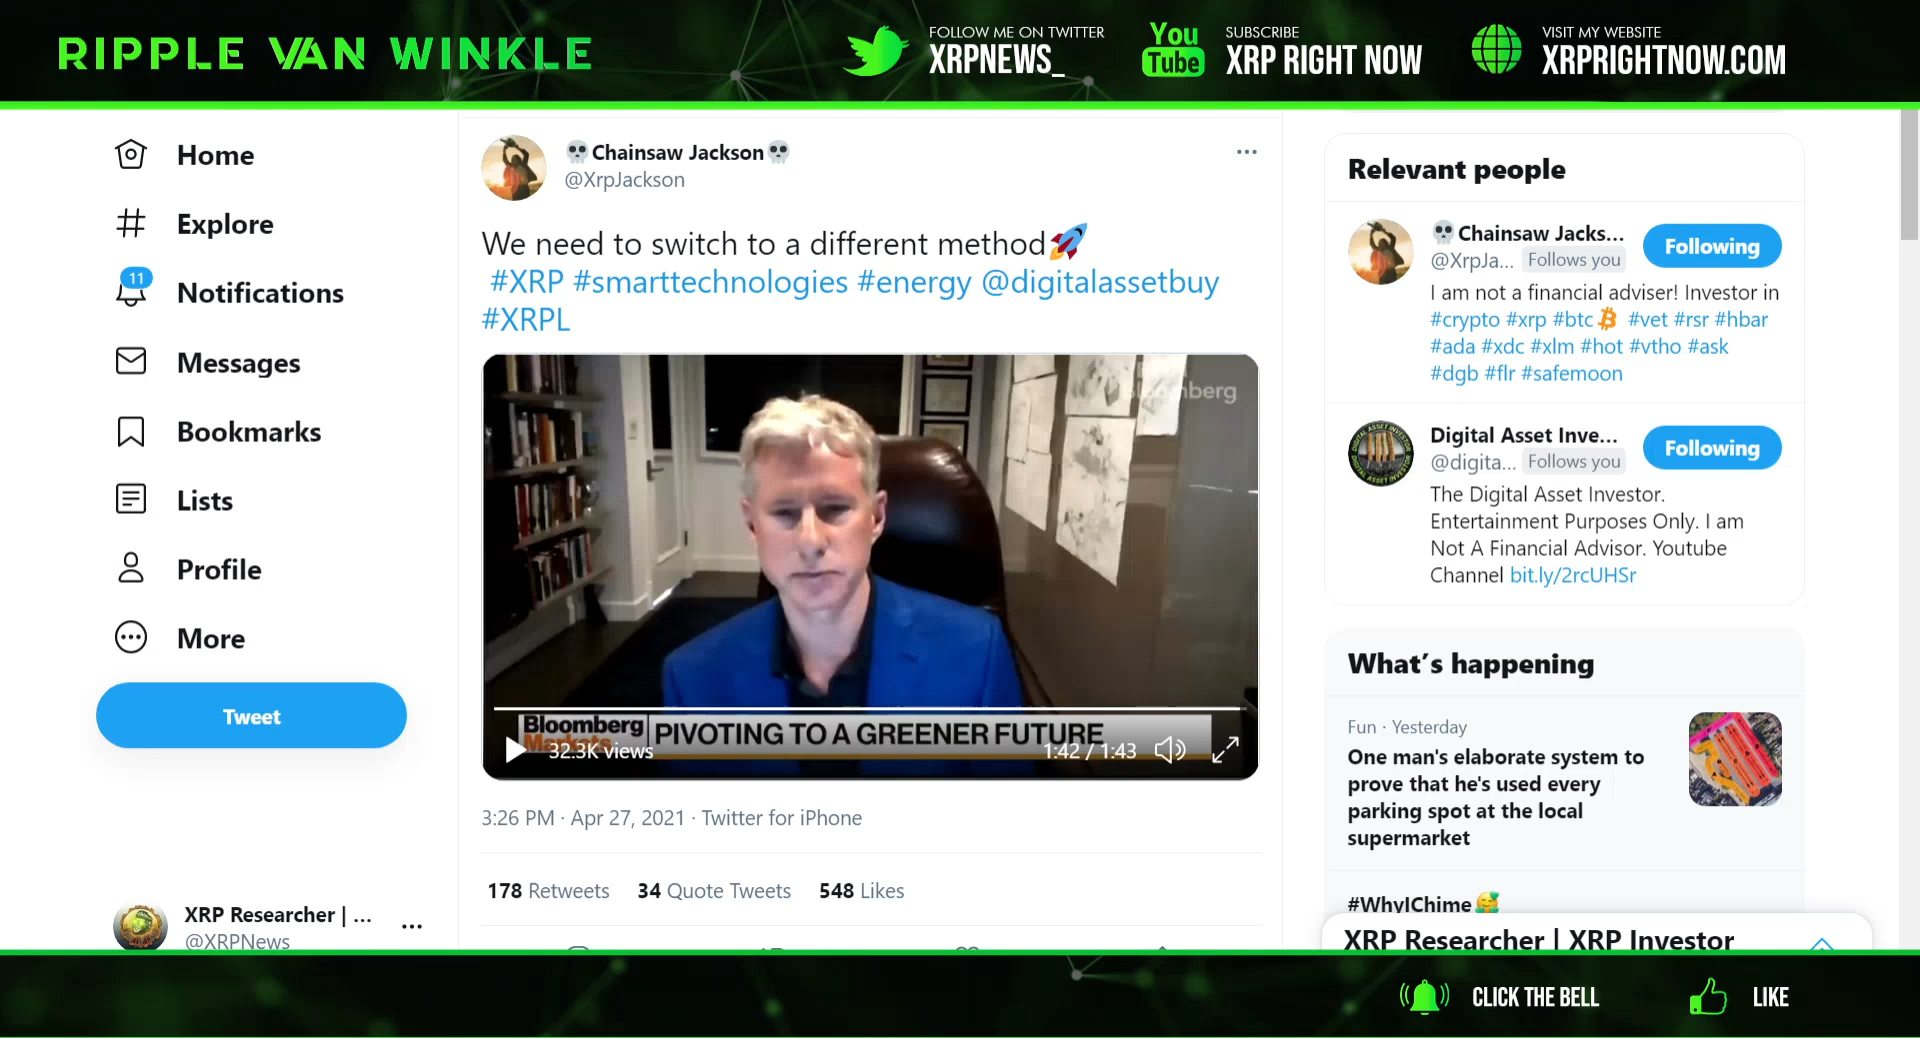 RIPPLE VAN WINKLE
FOLLOW ME ON TWITTER
XRPNEWS_
You
Tube
SUBSCRIBE
XRP RIGHT NOW
VISIT MY WEBSITE
XRPRIGHTNOW.COM
Home
Explore
11
Notifications
Messages
Bookmarks
Lists
Profile
More
Tweet
XRP Researcher | ...
@XRPNews
💀Chainsaw Jackson💀
@XrpJackson
We need to switch to a different method🚀
#XRP #smarttechnologies #energy @digitalassetbuy
#XRPL
Bloomberg
Bloomberg
Markets
PIVOTING TO A GREENER FUTURE
32.3K views
1:42 / 1:43
3:26 PM · Apr 27, 2021 · Twitter for iPhone
178 Retweets 34 Quote Tweets 548 Likes
Relevant people
💀Chainsaw Jacks...
@XrpJa... Follows you
Following
I am not a financial adviser! Investor in
#crypto #xrp #btc #vet #rsr #hbar
#ada #xdc #xlm #hot #vtho #ask
#dgb #flr #safemoon
DIGITAL ASSET INVESTOR
Digital Asset Inve...
@digita... Follows you
Following
The Digital Asset Investor.
Entertainment Purposes Only. I am
Not A Financial Advisor. Youtube
Channel bit.ly/2rcUHSr
What's happening
Fun · Yesterday
One man's elaborate system to
prove that he's used every
parking spot at the local
supermarket
#WhyIChime🥰
XRP Researcher | XRP Investor
CLICK THE BELL
LIKE